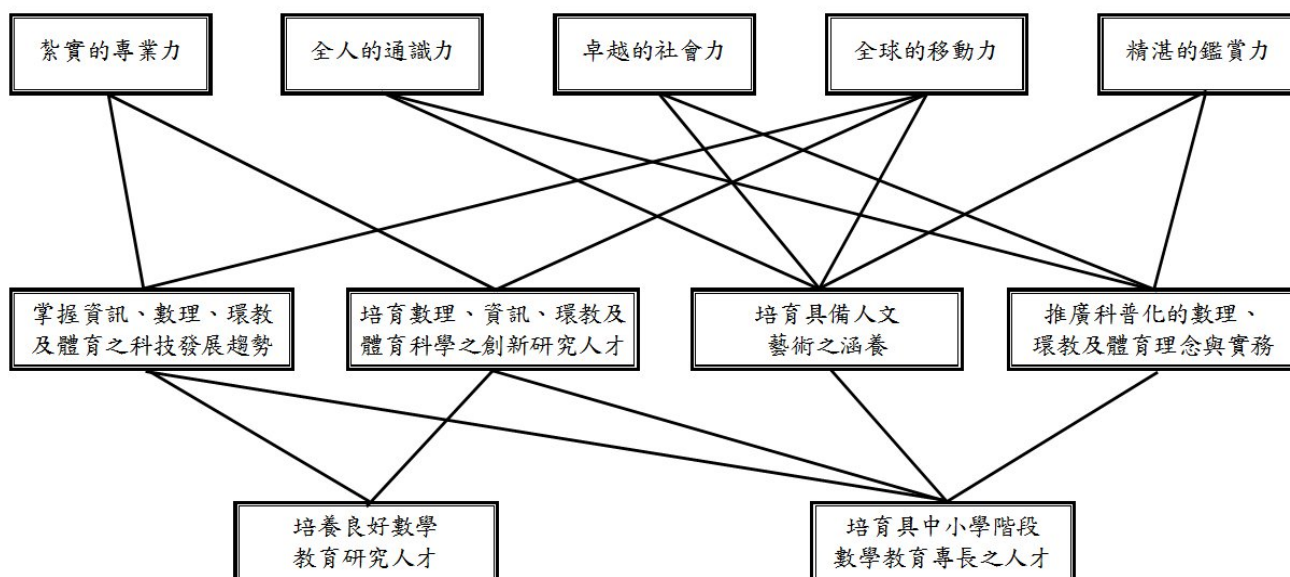 紮實的專業力
全人的通識力
卓越的社會力
全球的移動力
精湛的鑑賞力
掌握資訊、數理、環教
及體育之科技發展趨勢
培育數理、資訊、環教及
體育科學之創新研究人才
培育具備人文
藝術之涵養
推廣科普化的數理、
環教及體育理念與實務
培養良好數學
教育研究人才
培育具中小學階段
數學教育專長之人才